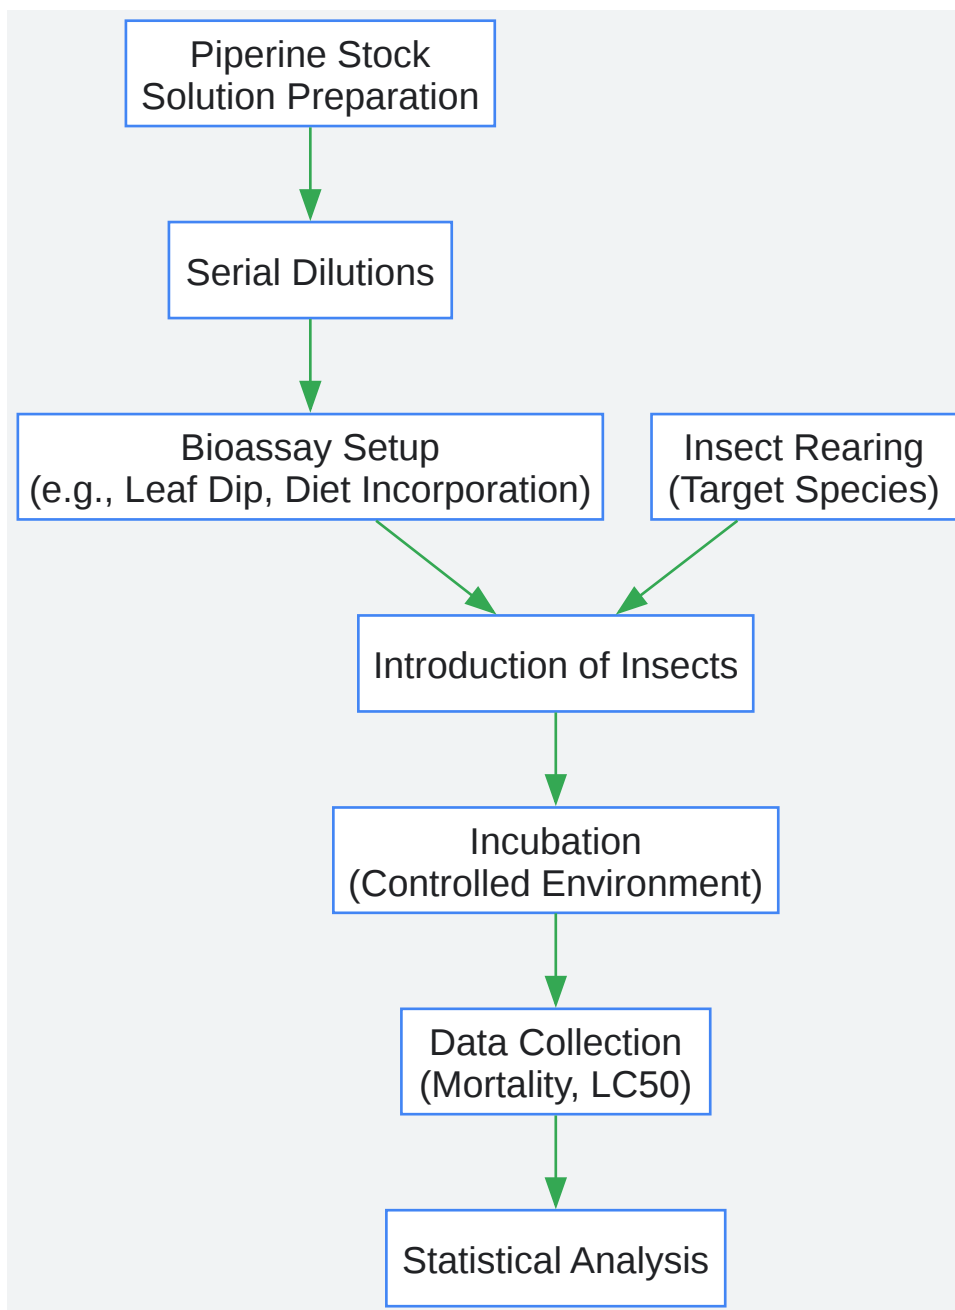 Piperine Stock
Solution Preparation
Serial Dilutions
Bioassay Setup
(e.g., Leaf Dip, Diet Incorporation)
Insect Rearing
(Target Species)
Introduction of Insects
Incubation
(Controlled Environment)
Data Collection
(Mortality, LC50)
Statistical Analysis